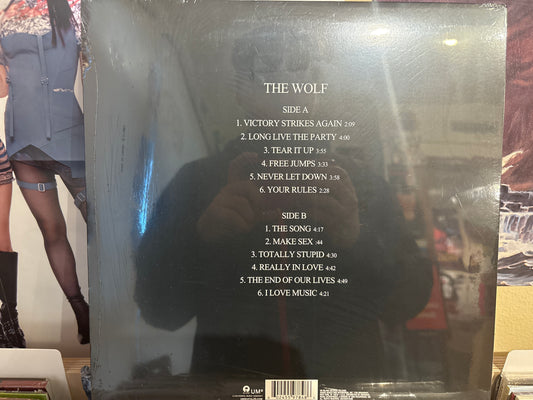 THE WOLF
SIDE A
1. VICTORY STRIKES AGAIN 2:09
2. LONG LIVE THE PARTY 4:00
3. TEAR IT UP 3:55
4. FREE JUMPS 3:33
5. NEVER LET DOWN 3:58
6. YOUR RULES 2:28
SIDE B
1. THE SONG 4:17
2. MAKE SEX :44
3. TOTALLY STUPID 4:30
4. REALLY IN LOVE 4:42
5. THE END OF OUR LIVES 4:49
6. I LOVE MUSIC 4:21
UMe